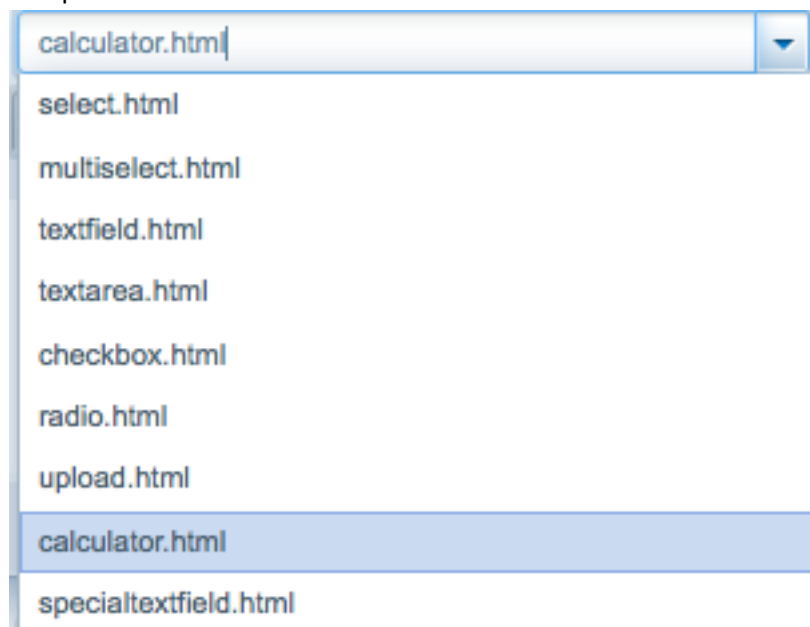 calculator.html
select.html
multiselect.html
textfield.html
textarea.html
checkbox.html
radio.html
upload.html
calculator.html
specialtextfield.html